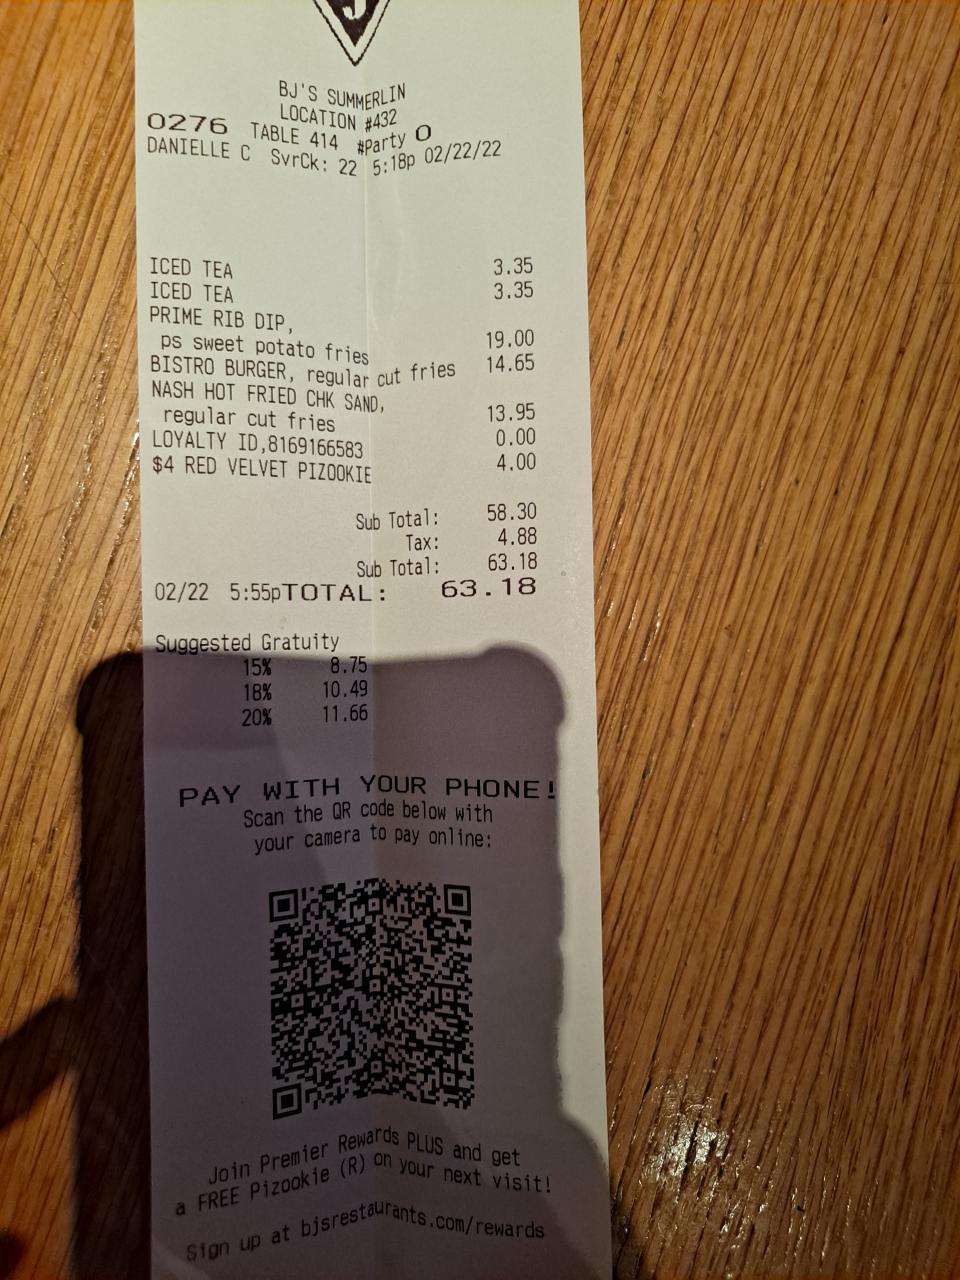 J
BJ'S SUMMERLIN
LOCATION #432
0276 TABLE 414 #Party 0
DANIELLE C SvrCk: 22 5:18p 02/22/22
ICED TEA 3.35
ICED TEA 3.35
PRIME RIB DIP,
ps sweet potato fries 19.00
BISTRO BURGER, regular cut fries 14.65
NASH HOT FRIED CHK SAND,
regular cut fries 13.95
LOYALTY ID,8169166583 0.00
$4 RED VELVET PIZOOKIE 4.00
Sub Total: 58.30
Tax: 4.88
Sub Total: 63.18
02/22 5:55pTOTAL: 63.18
Suggested Gratuity
15% 8.75
18% 10.49
20% 11.66
PAY WITH YOUR PHONE!
Scan the QR code below with
your camera to pay online:
Join Premier Rewards PLUS and get
a FREE Pizookie (R) on your next visit!
Sign up at bjsrestaurants.com/rewards